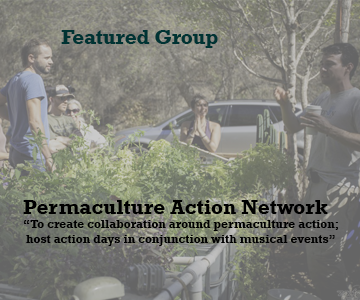 Featured Group
Permaculture Action Network
“To create collaboration around permaculture action;
host action days in conjunction with musical events”